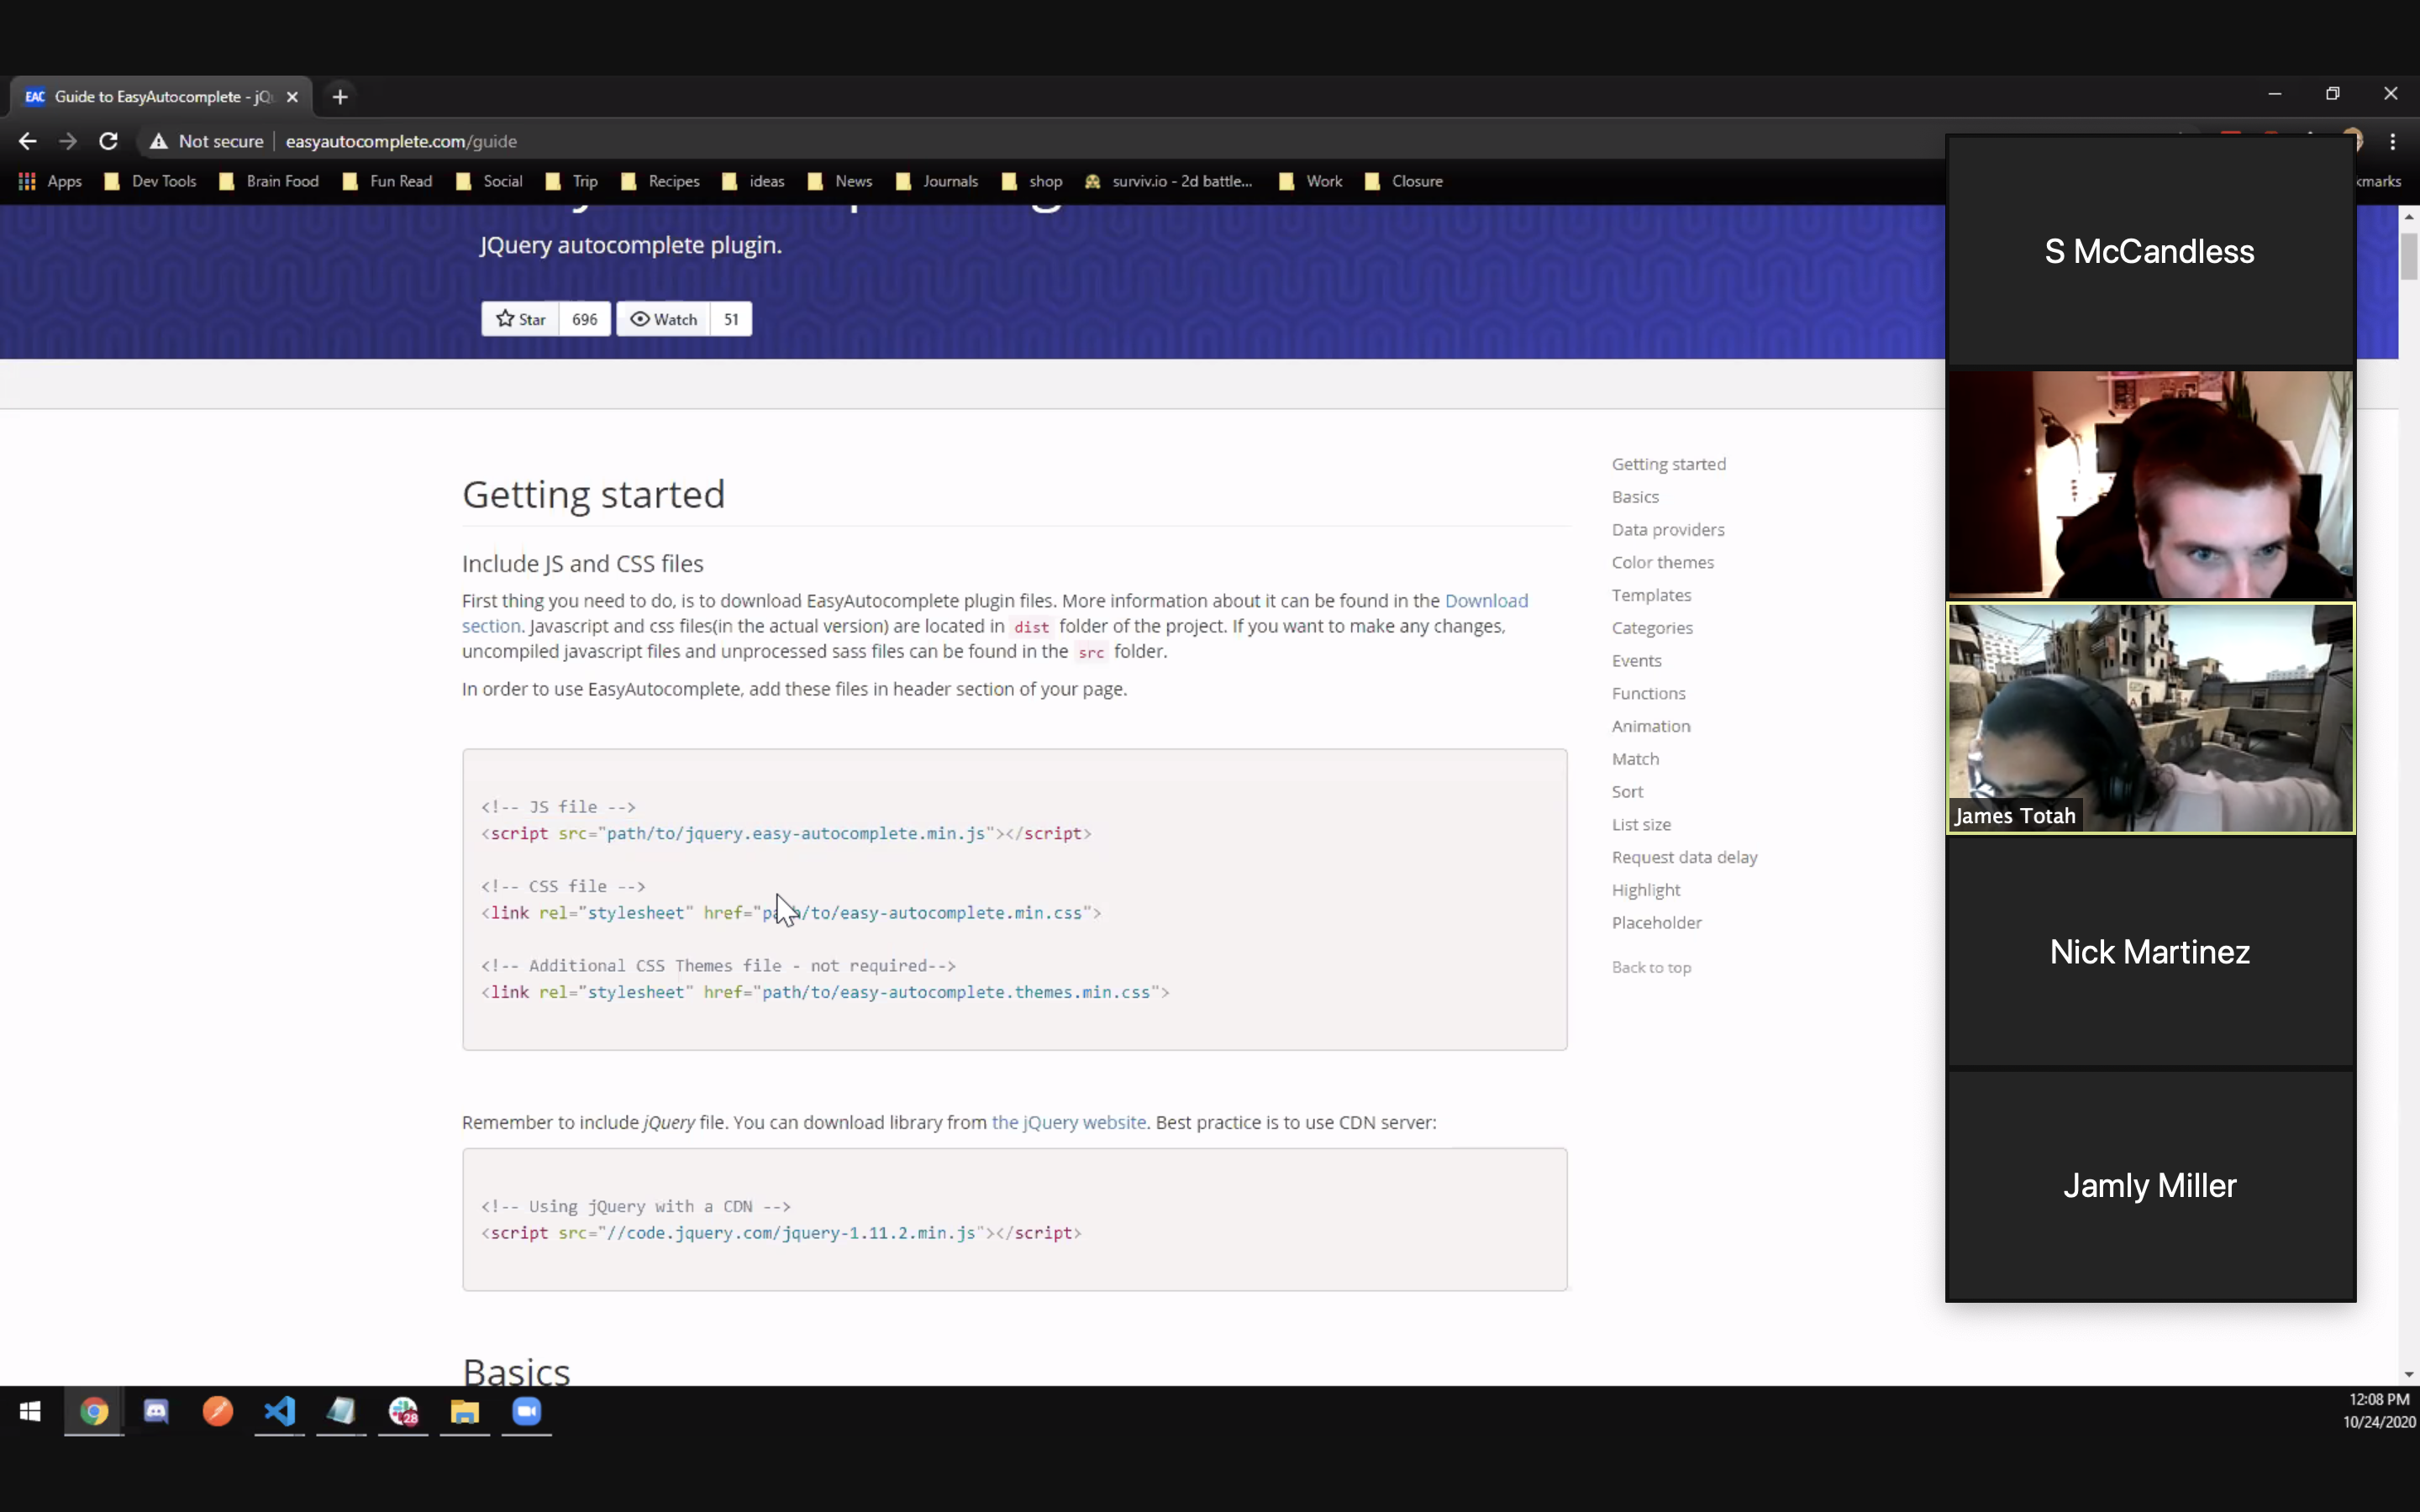 EAC Guide to EasyAutocomplete - jQ
Not secure easyautocomplete.com/guide
Apps Dev Tools Brain Food Fun Read Social Trip Recipes ideas News Journals shop surviv.io - 2d battle... Work Closure
JQuery autocomplete plugin.
Star 696 Watch 51
Getting started
Include JS and CSS files
First thing you need to do, is to download EasyAutocomplete plugin files. More information about it can be found in the Download
section. Javascript and css files(in the actual version) are located in dist folder of the project. If you want to make any changes,
uncompiled javascript files and unprocessed sass files can be found in the src folder.
In order to use EasyAutocomplete, add these files in header section of your page.
<!-- JS file -->
<script src="path/to/jquery.easy-autocomplete.min.js"></script>
<!-- CSS file -->
<link rel="stylesheet" href="path/to/easy-autocomplete.min.css">
<!-- Additional CSS Themes file - not required-->
<link rel="stylesheet" href="path/to/easy-autocomplete.themes.min.css">
Remember to include jQuery file. You can download library from the jQuery website. Best practice is to use CDN server:
<!-- Using jQuery with a CDN -->
<script src="//code.jquery.com/jquery-1.11.2.min.js"></script>
Basics
Getting started
Basics
Data providers
Color themes
Templates
Categories
Events
Functions
Animation
Match
Sort
List size
Request data delay
Highlight
Placeholder
Back to top
S McCandless
James Totah
Nick Martinez
Jamly Miller
28
12:08 PM
10/24/2020